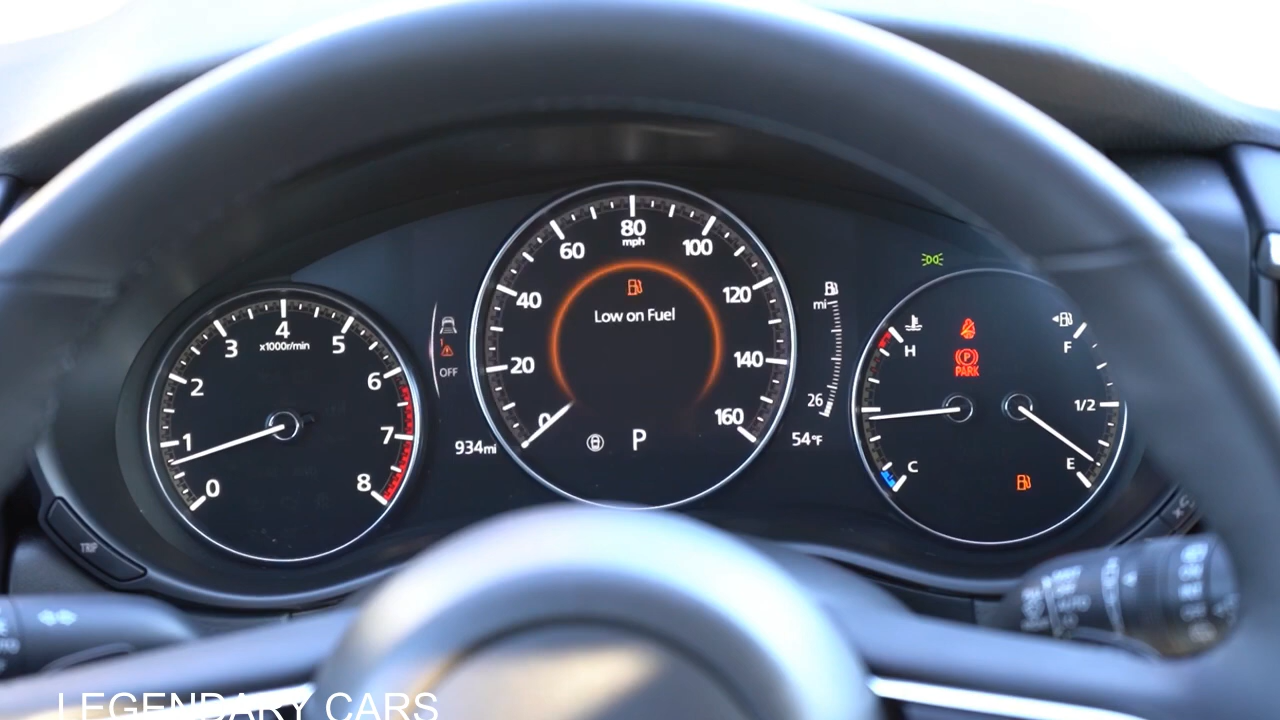 80
mph
60
100
40
120
20
140
0
160
Low on Fuel
P
4
x1000r/min
3
5
2
6
1
7
0
8
OFF
934mi
mi
26
54°F
H
C
PARK
F
1/2
E
TRIP
LEGENDARY CARS